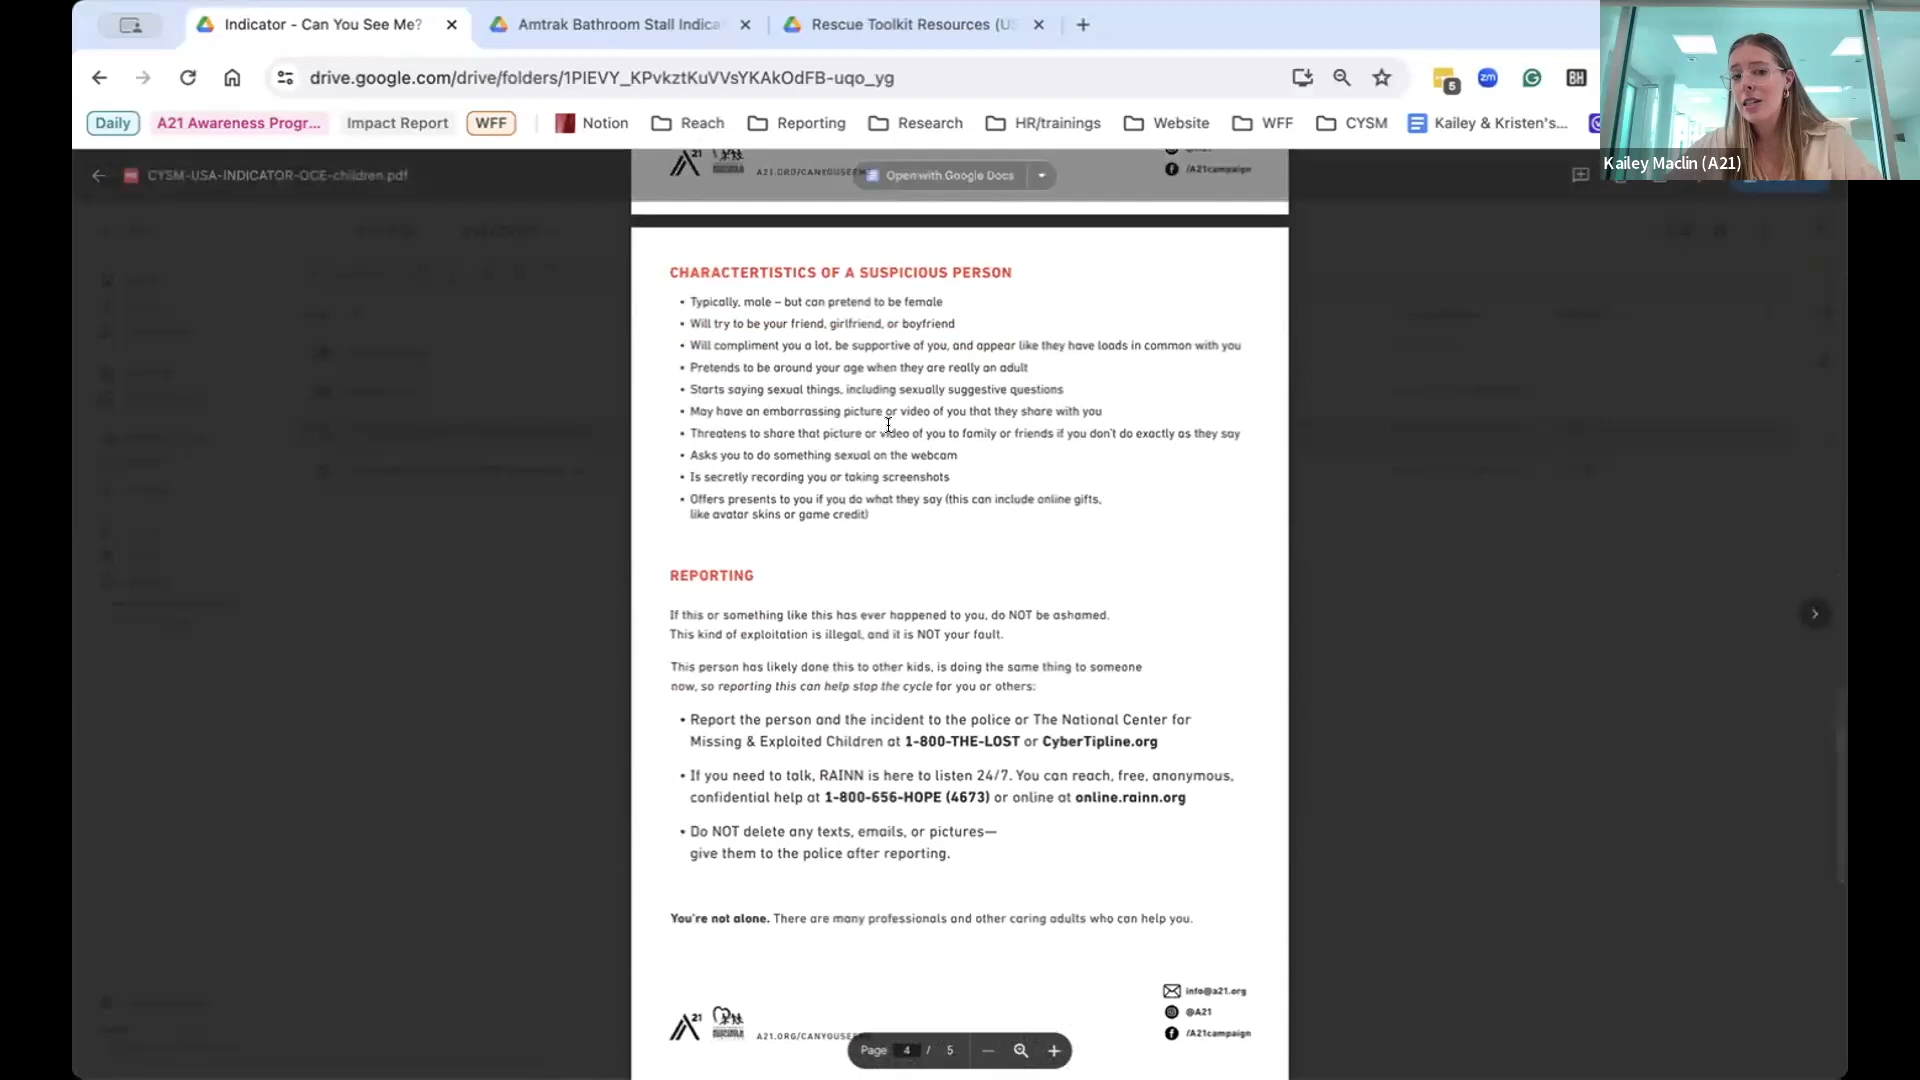 Indicator - Can You See Me?
Amtrak Bathroom Stall Indica
Rescue Toolkit Resources (U
drive.google.com/drive/folders/1PIEVY_KPvkztKuVVsYKAkOdFB-uqo_yg
5
zm
BH
Daily
A21 Awareness Progr...
Impact Report
WFF
Notion
Reach
Reporting
Research
HR/trainings
Website
WFF
CYSM
Kailey & Kristen's...
Kailey Maclin (A21)
CYSM-USA-INDICATOR-OCE-children.pdf
21
A21.ORG/CANYOUSEE
Open with Google Docs
/A21campaign
CHARACTERTISTICS OF A SUSPICIOUS PERSON
• Typically, male – but can pretend to be female
• Will try to be your friend, girlfriend, or boyfriend
• Will compliment you a lot, be supportive of you, and appear like they have loads in common with you
• Pretends to be around your age when they are really an adult
• Starts saying sexual things, including sexually suggestive questions
• May have an embarrassing picture or video of you that they share with you
• Threatens to share that picture or video of you to family or friends if you don't do exactly as they say
• Asks you to do something sexual on the webcam
• Is secretly recording you or taking screenshots
• Offers presents to you if you do what they say (this can include online gifts,
like avatar skins or game credit)
REPORTING
If this or something like this has ever happened to you, do NOT be ashamed.
This kind of exploitation is illegal, and it is NOT your fault.
This person has likely done this to other kids, is doing the same thing to someone
now, so reporting this can help stop the cycle for you or others:
• Report the person and the incident to the police or The National Center for
Missing & Exploited Children at 1-800-THE-LOST or CyberTipline.org
• If you need to talk, RAINN is here to listen 24/7. You can reach, free, anonymous,
confidential help at 1-800-656-HOPE (4673) or online at online.rainn.org
• Do NOT delete any texts, emails, or pictures—
give them to the police after reporting.
You're not alone. There are many professionals and other caring adults who can help you.
info@a21.org
@A21
/A21campaign
21
A21.ORG/CANYOUSEE
Page 4 / 5